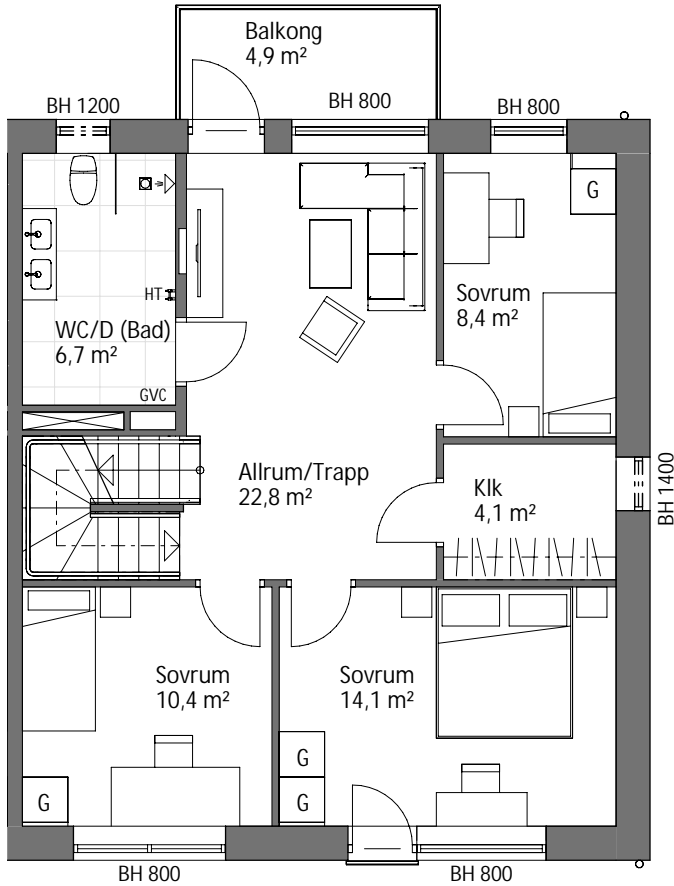 Balkong
4,9 m²
BH 1200
BH 800
BH 800
G
HT
WC/D (Bad)
6,7 m²
GVC
Sovrum
8,4 m²
Allrum/Trapp
22,8 m²
Klk
4,1 m²
BH 1400
Sovrum
10,4 m²
Sovrum
14,1 m²
G
G
G
BH 800
BH 800